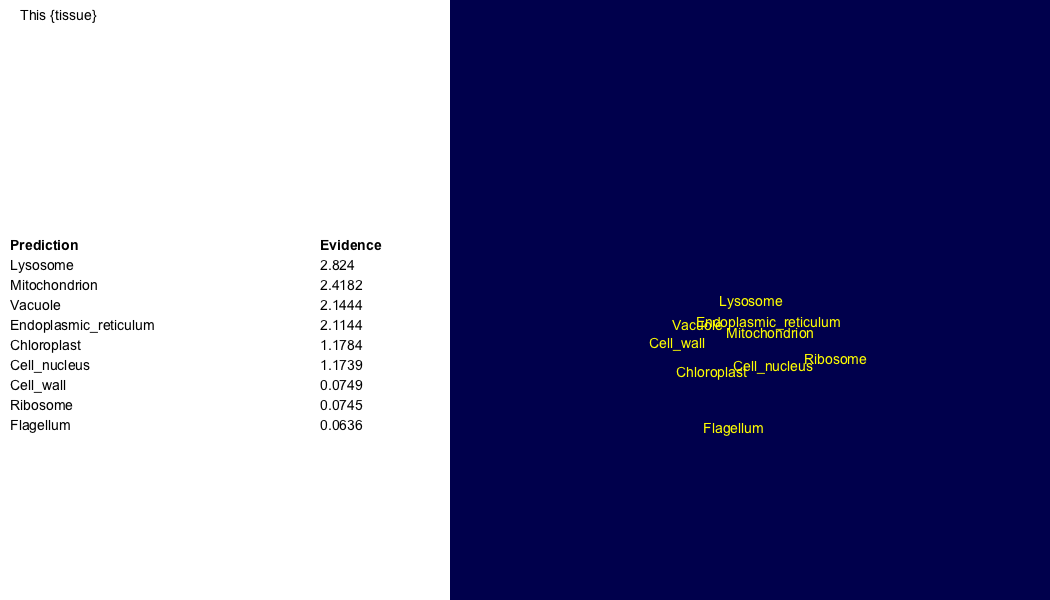 This {tissue}
Prediction Evidence
Lysosome 2.824
Mitochondrion 2.4182
Vacuole 2.1444
Endoplasmic_reticulum 2.1144
Chloroplast 1.1784
Cell_nucleus 1.1739
Cell_wall 0.0749
Ribosome 0.0745
Flagellum 0.0636
Lysosome
Endoplasmic_reticulum
Vacuole
Mitochondrion
Cell_wall
Ribosome
Cell_nucleus
Chloroplast
Flagellum